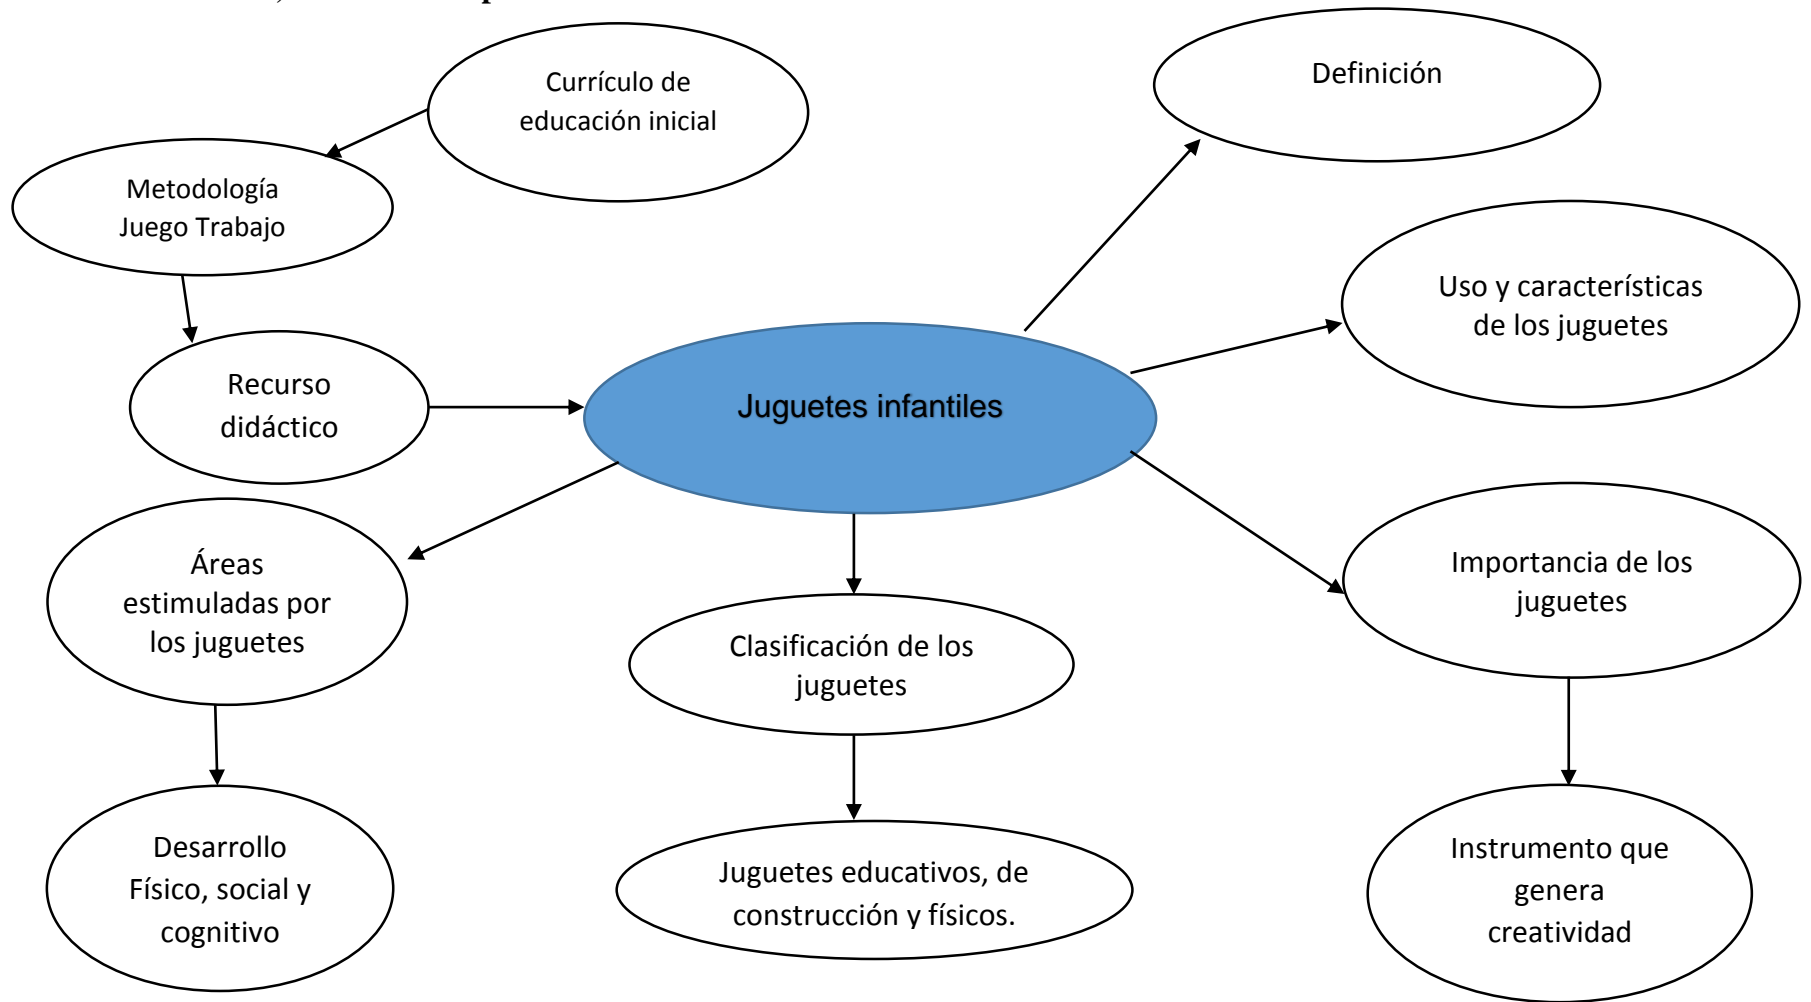 Currículo de
educación inicial
Definición
Metodología
Juego Trabajo
Uso y características
de los juguetes
Recurso
didáctico
Juguetes infantiles
Áreas
estimuladas por
los juguetes
Clasificación de los
juguetes
Importancia de los
juguetes
Desarrollo
Físico, social y
cognitivo
Juguetes educativos, de
construcción y físicos.
Instrumento que
genera
creatividad